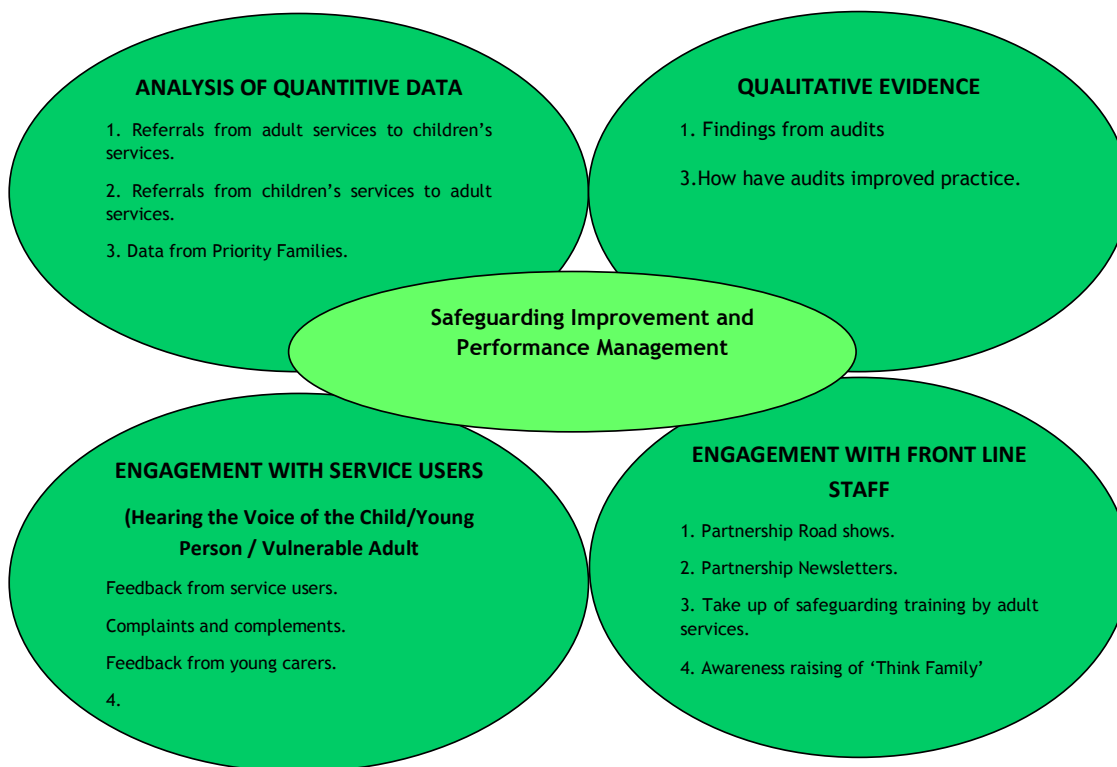 ANALYSIS OF QUANTITIVE DATA
1. Referrals from adult services to children’s
services.
2. Referrals from children’s services to adult
services.
3. Data from Priority Families.
QUALITATIVE EVIDENCE
1. Findings from audits
3.How have audits improved practice.
Safeguarding Improvement and
Performance Management
ENGAGEMENT WITH SERVICE USERS
(Hearing the Voice of the Child/Young
Person / Vulnerable Adult
Feedback from service users.
Complaints and complements.
Feedback from young carers.
4.
ENGAGEMENT WITH FRONT LINE
STAFF
1. Partnership Road shows.
2. Partnership Newsletters.
3. Take up of safeguarding training by adult
services.
4. Awareness raising of ‘Think Family’